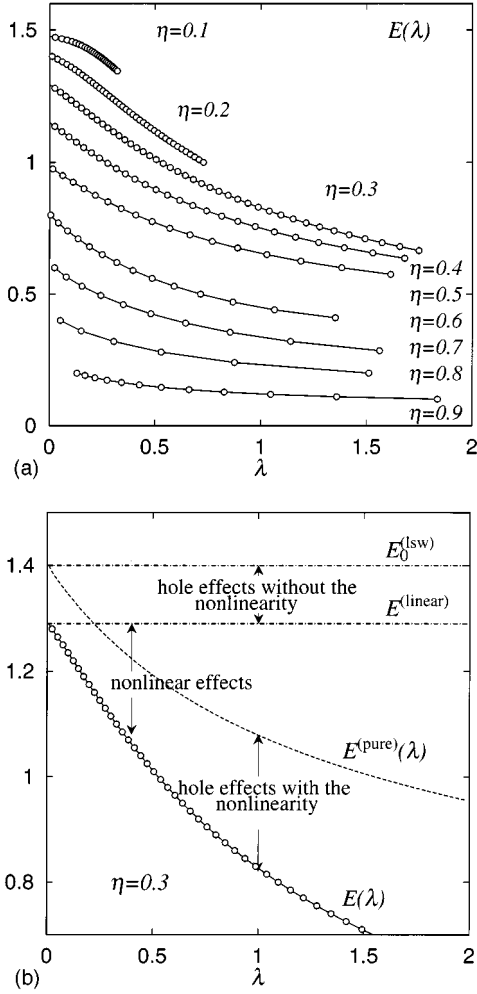 1.5
1
0.5
0
η=0.1
E(λ)
η=0.2
η=0.3
η=0.4
η=0.5
η=0.6
η=0.7
η=0.8
η=0.9
0 0.5 1 1.5 2
(a) λ
1.4
1.2
1
0.8
E₀^(lsw)
hole effects without the
nonlinearity
E^(linear)
nonlinear effects
E^(pure)(λ)
hole effects with the
nonlinearity
η=0.3
E(λ)
0 0.5 1 1.5 2
(b) λ